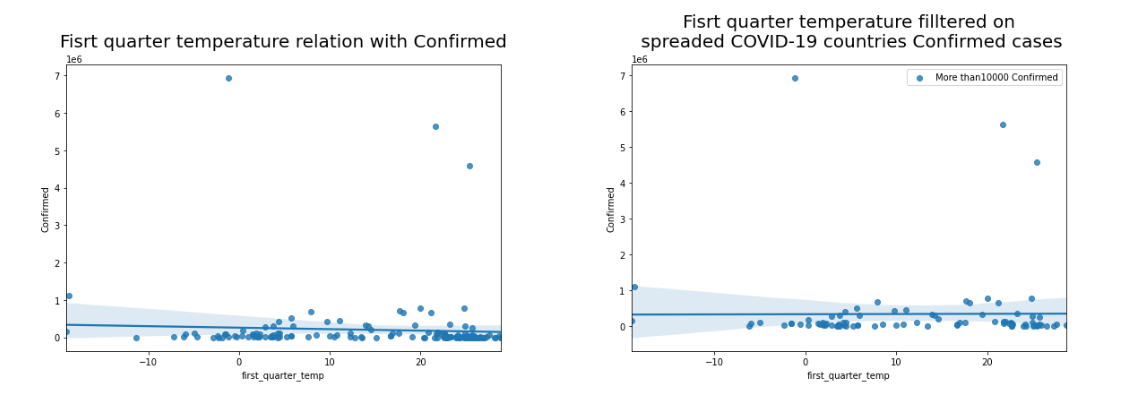 Fisrt quarter temperature relation with Confirmed
1e6
7
6
5
4
3
2
1
0
Confirmed
−10
0
10
20
first_quarter_temp
Fisrt quarter temperature filltered on
spreaded COVID-19 countries Confirmed cases
1e6
More than10000 Confirmed
7
6
5
4
3
2
1
0
Confirmed
−10
0
10
20
first_quarter_temp